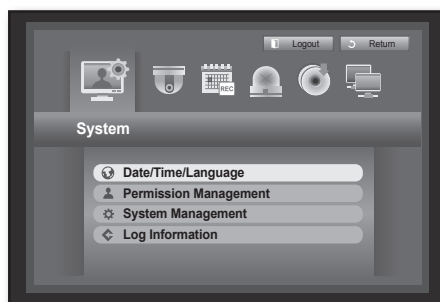 Logout
Return
REC
System
Date/Time/Language
Permission Management
System Management
Log Information